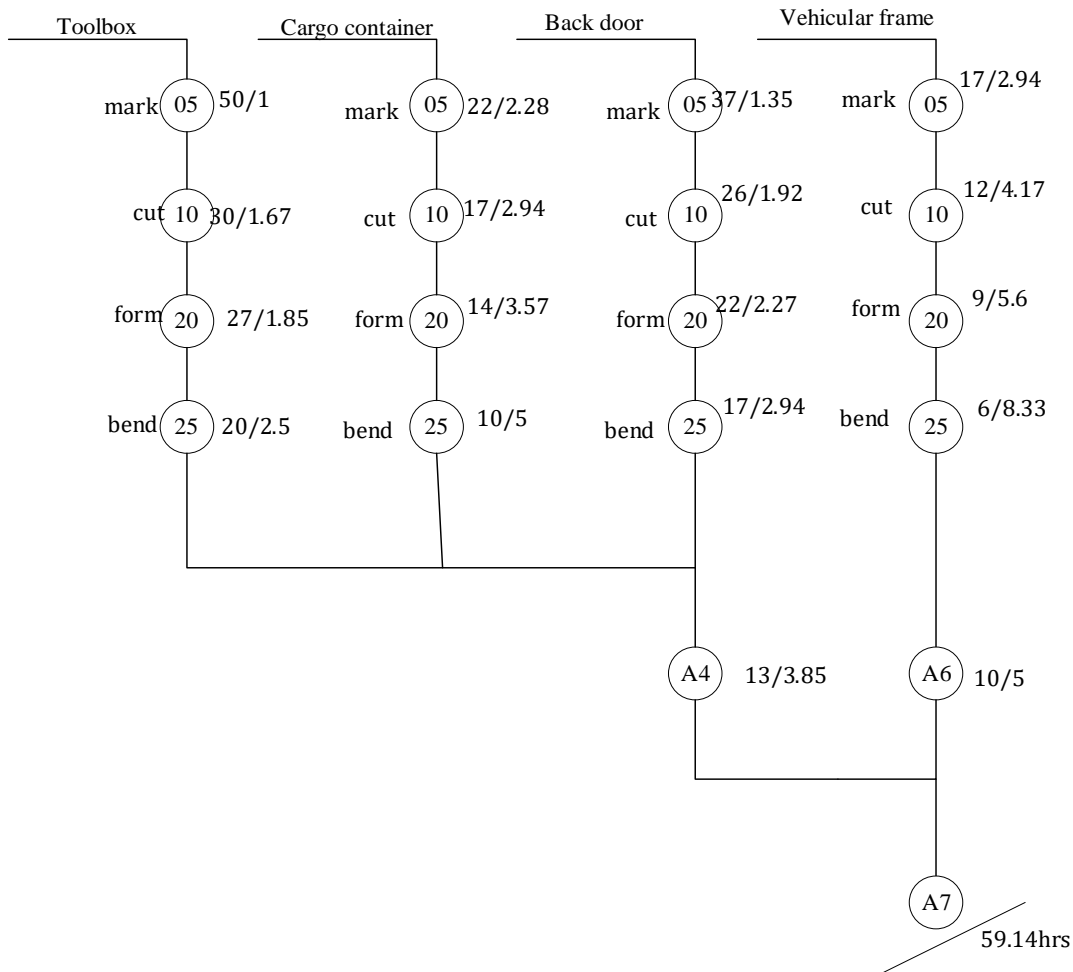 Toolbox
Cargo container
Back door
Vehicular frame
mark 05 50/1
mark 05 22/2.28
mark 05 37/1.35
mark 05 17/2.94
cut 10 30/1.67
cut 10 17/2.94
cut 10 26/1.92
cut 10 12/4.17
form 20 27/1.85
form 20 14/3.57
form 20 22/2.27
form 20 9/5.6
bend 25 20/2.5
bend 25 10/5
bend 25 17/2.94
bend 25 6/8.33
A4 13/3.85
A6 10/5
A7
59.14hrs